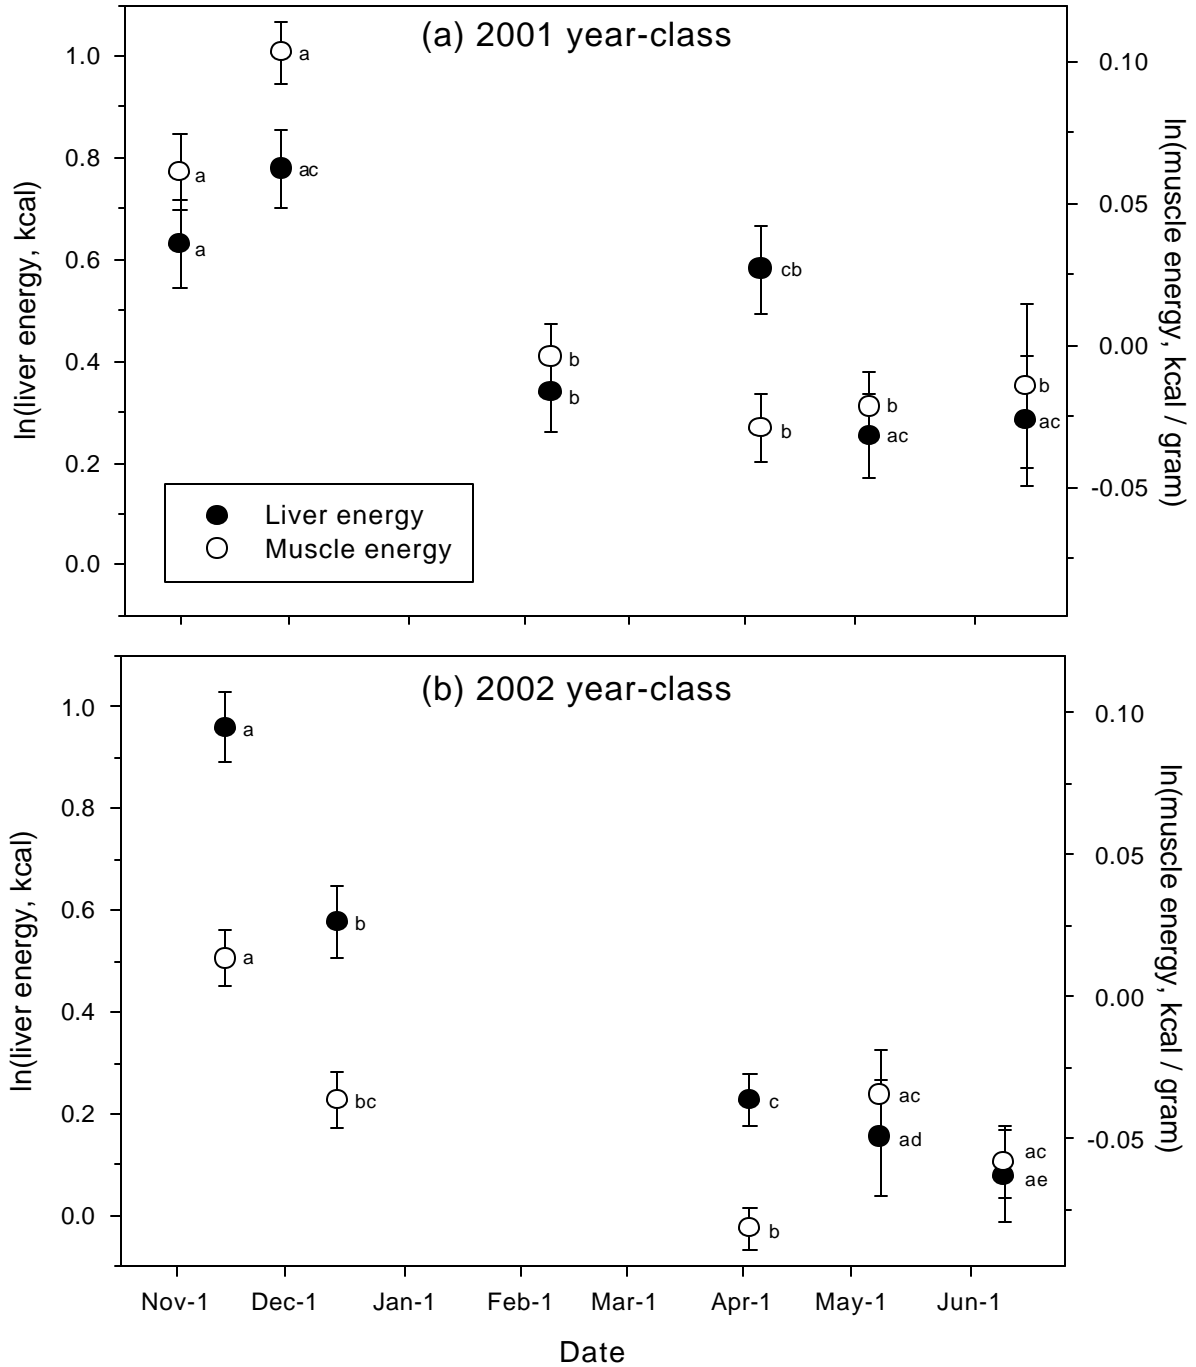 (a) 2001 year-class
ln(liver energy, kcal)
1.0
0.8
0.6
0.4
0.2
0.0
a
a
a
ac
b
b
cb
b
b
ac
b
ac
Liver energy
Muscle energy
0.10
0.05
0.00
-0.05
ln(muscle energy, kcal / gram)
(b) 2002 year-class
ln(liver energy, kcal)
1.0
0.8
0.6
0.4
0.2
0.0
a
a
b
bc
c
b
ac
ad
ac
ae
0.10
0.05
0.00
-0.05
ln(muscle energy, kcal / gram)
Nov-1 Dec-1 Jan-1 Feb-1 Mar-1 Apr-1 May-1 Jun-1
Date